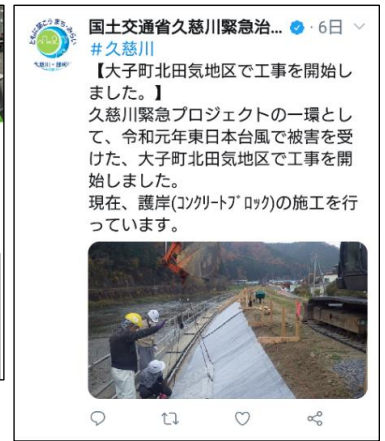 国土交通省久慈川緊急治... · 6日
#久慈川
【大子町北田気地区で工事を開始し
ました。】
久慈川緊急プロジェクトの一環とし
て、令和元年東日本台風で被害を受
けた、大子町北田気地区で工事を開
始しました。
現在、護岸(ｺﾝｸﾘｰﾄﾌﾞﾛｯｸ)の施工を行
っています。